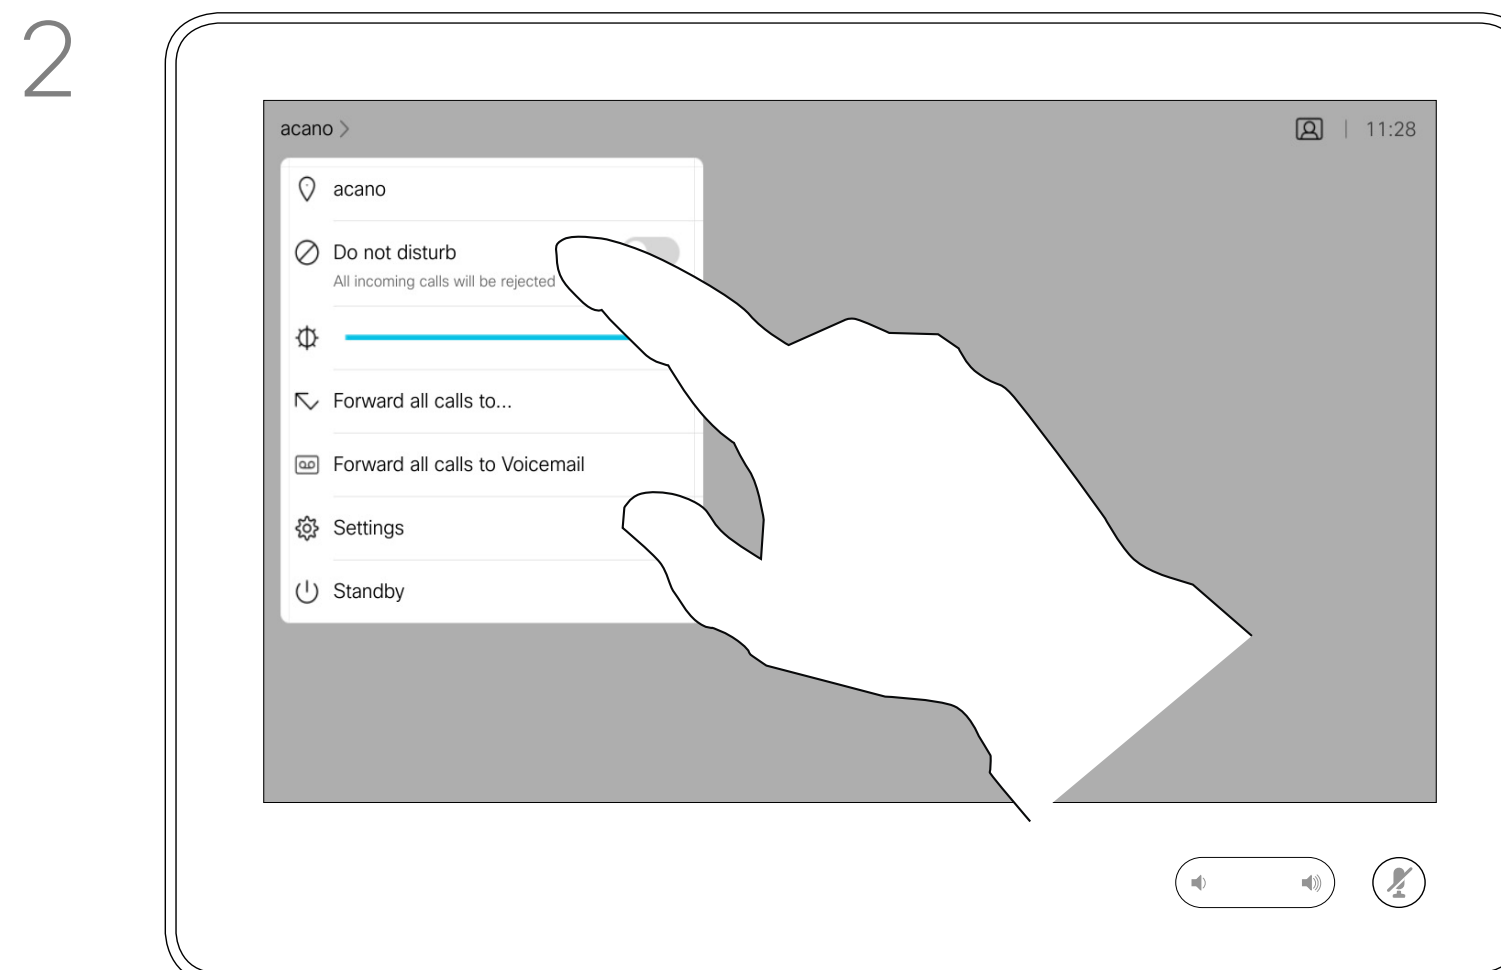 2
acano
11:28
acano
Do not disturb
All incoming calls will be rejected
Forward all calls to...
Forward all calls to Voicemail
Settings
Standby